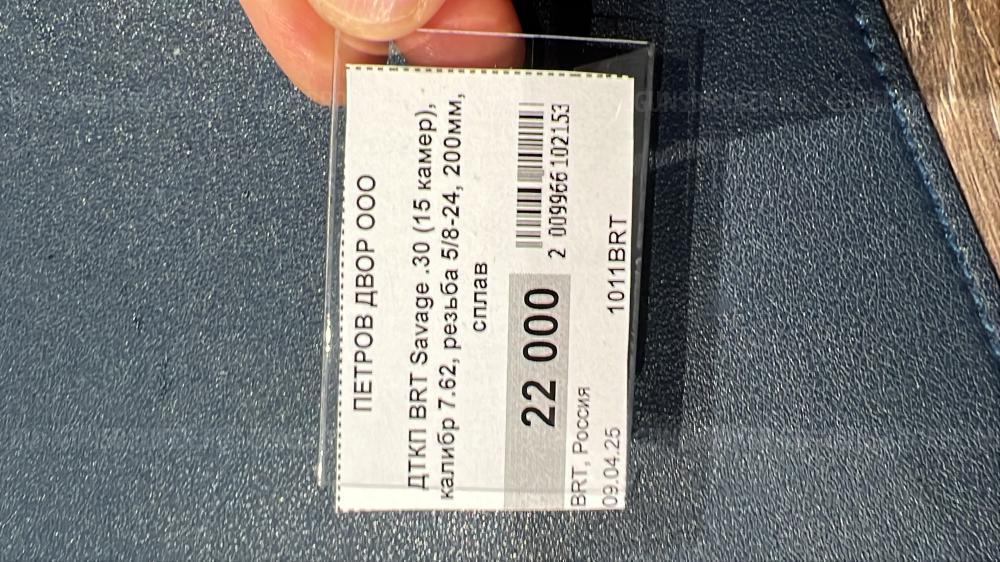 ПЕТРОВ ДВОР ООО
ДТКП BRT Savage .30 (15 камер),
калибр 7.62, резьба 5/8-24, 200мм,
сплав
22 000
2 009966 102153
BRT, Россия
09.04.25
1011BRT